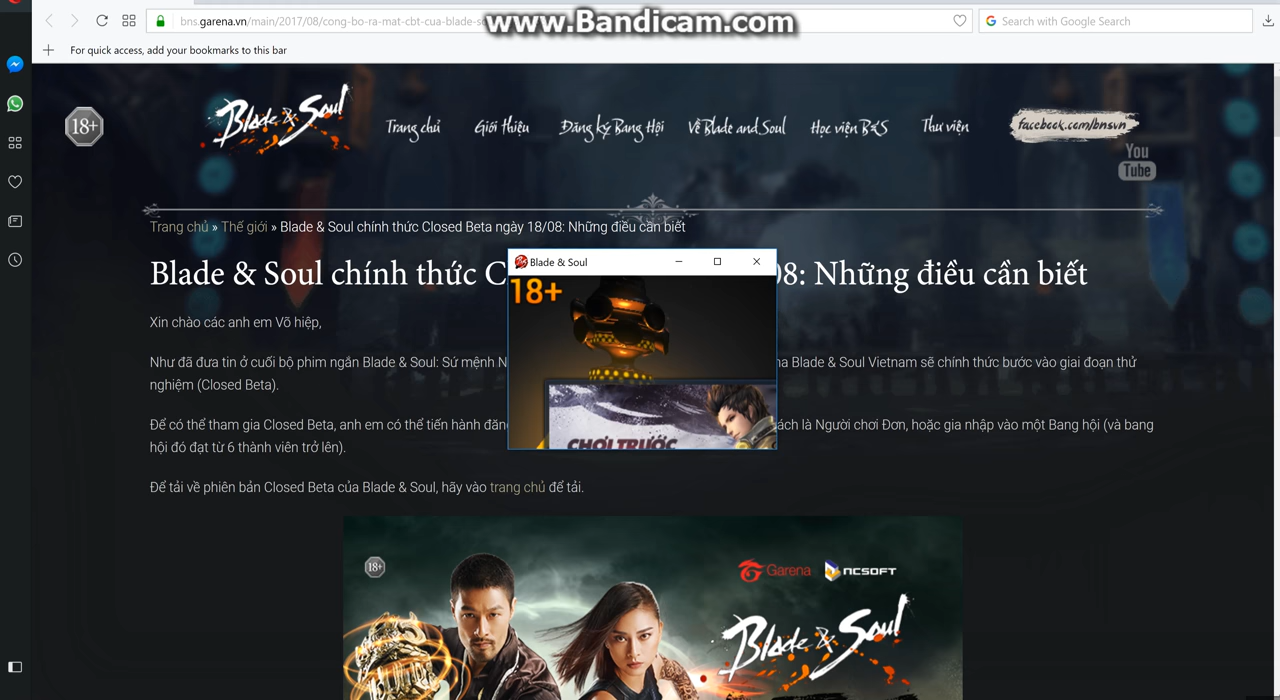 www.Bandicam.com
bns.garena.vn/main/2017/08/cong-bo-ra-mat-cbt-cua-blade-s
Search with Google Search
For quick access, add your bookmarks to this bar
18+
Blade & Soul
Trang chủ
Giới thiệu
Đăng ký Bang Hội
Về Blade and Soul
Học viện B&S
Thư viện
facebook.com/bnsvn
You
Tube
Trang chủ » Thế giới » Blade & Soul chính thức Closed Beta ngày 18/08: Những điều cần biết
Blade & Soul chính thức C 08: Những điều cần biết
Blade & Soul
18+
CHƠI TRƯỚC
Xin chào các anh em Võ hiệp,
Như đã đưa tin ở cuối bộ phim ngắn Blade & Soul: Sứ mệnh N na Blade & Soul Vietnam sẽ chính thức bước vào giai đoạn thử
nghiệm (Closed Beta).
Để có thể tham gia Closed Beta, anh em có thể tiến hành đăng ách là Người chơi Đơn, hoặc gia nhập vào một Bang hội (và bang
hội đó đạt từ 6 thành viên trở lên).
Để tải về phiên bản Closed Beta của Blade & Soul, hãy vào trang chủ để tải.
18+
Garena
NCSOFT
Blade & Soul